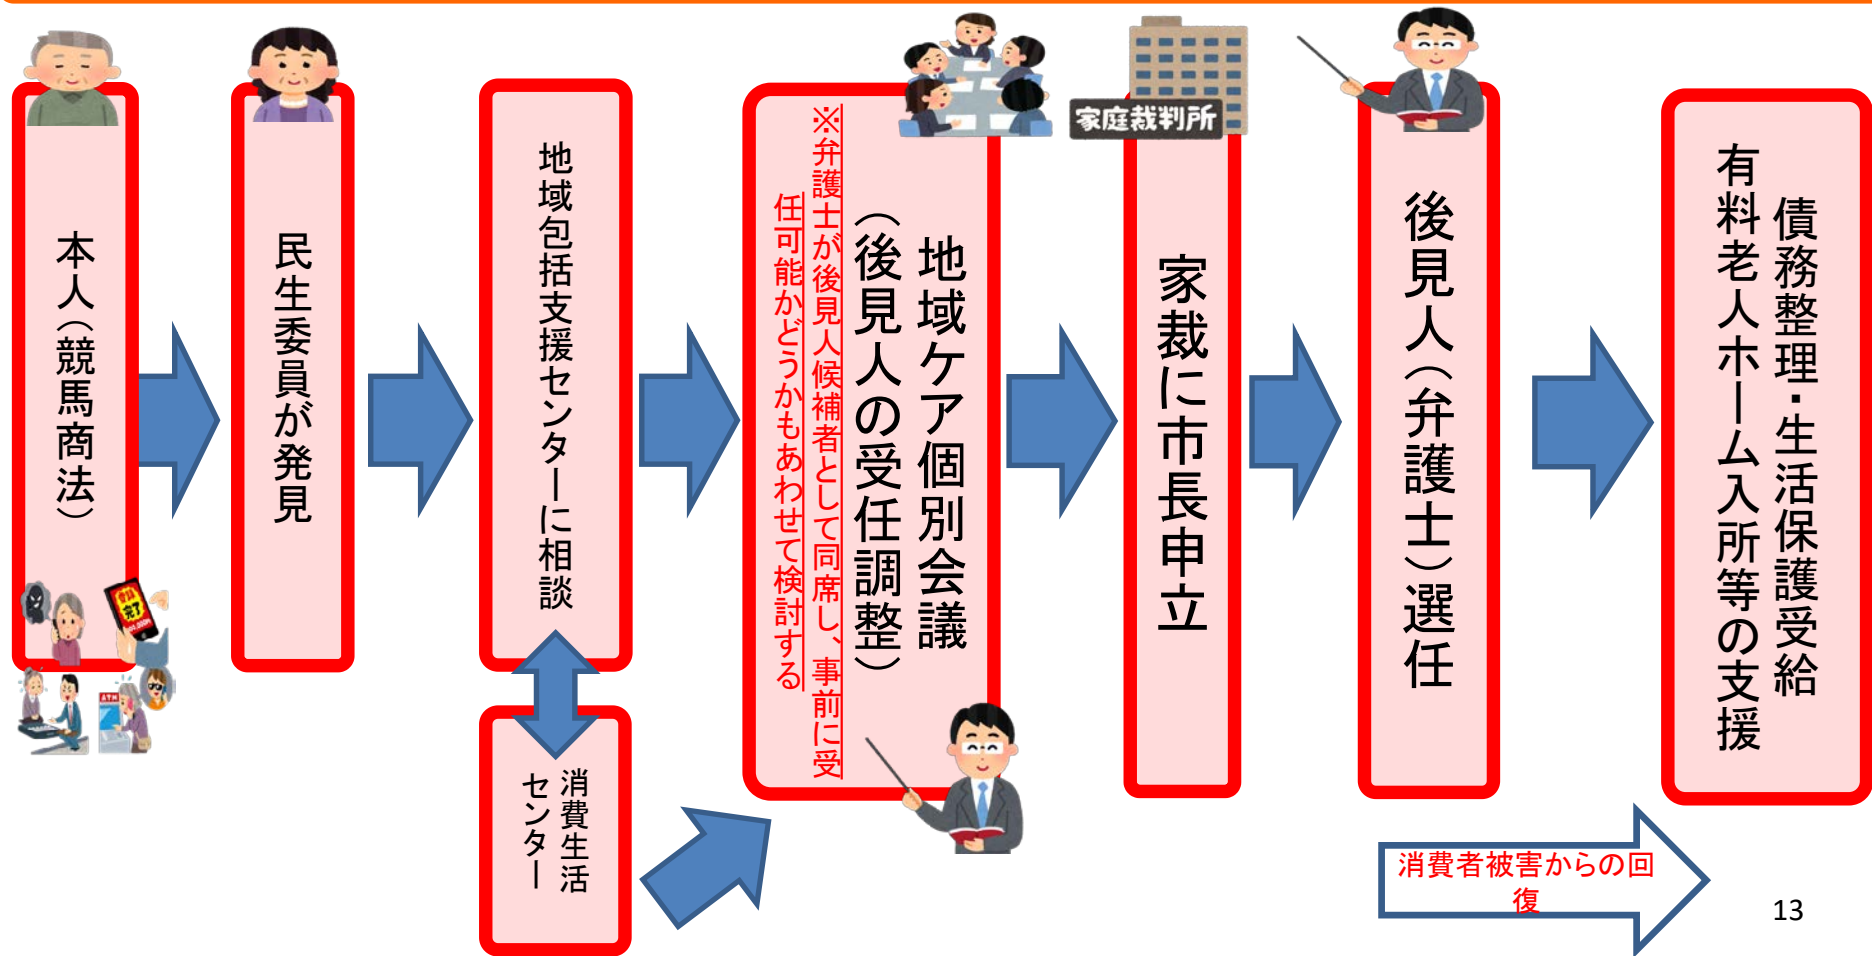 本人（競馬商法）
民生委員が発見
地域包括支援センターに相談
消費生活
センター
地域ケア個別会議
（後見人の受任調整）
※弁護士が後見人候補者として同席し、事前に受
任可能かどうかもあわせて検討する
家庭裁判所
家裁に市長申立
後見人（弁護士）選任
債務整理・生活保護受給
有料老人ホーム入所等の支援
消費者被害からの回
復
完了
ATM
13